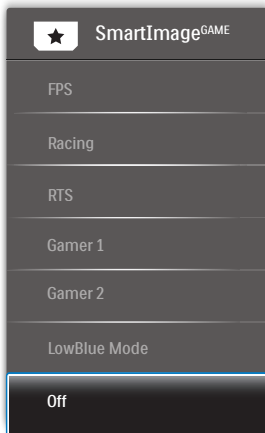 SmartImageGAME
FPS
Racing
RTS
Gamer 1
Gamer 2
LowBlue Mode
Off